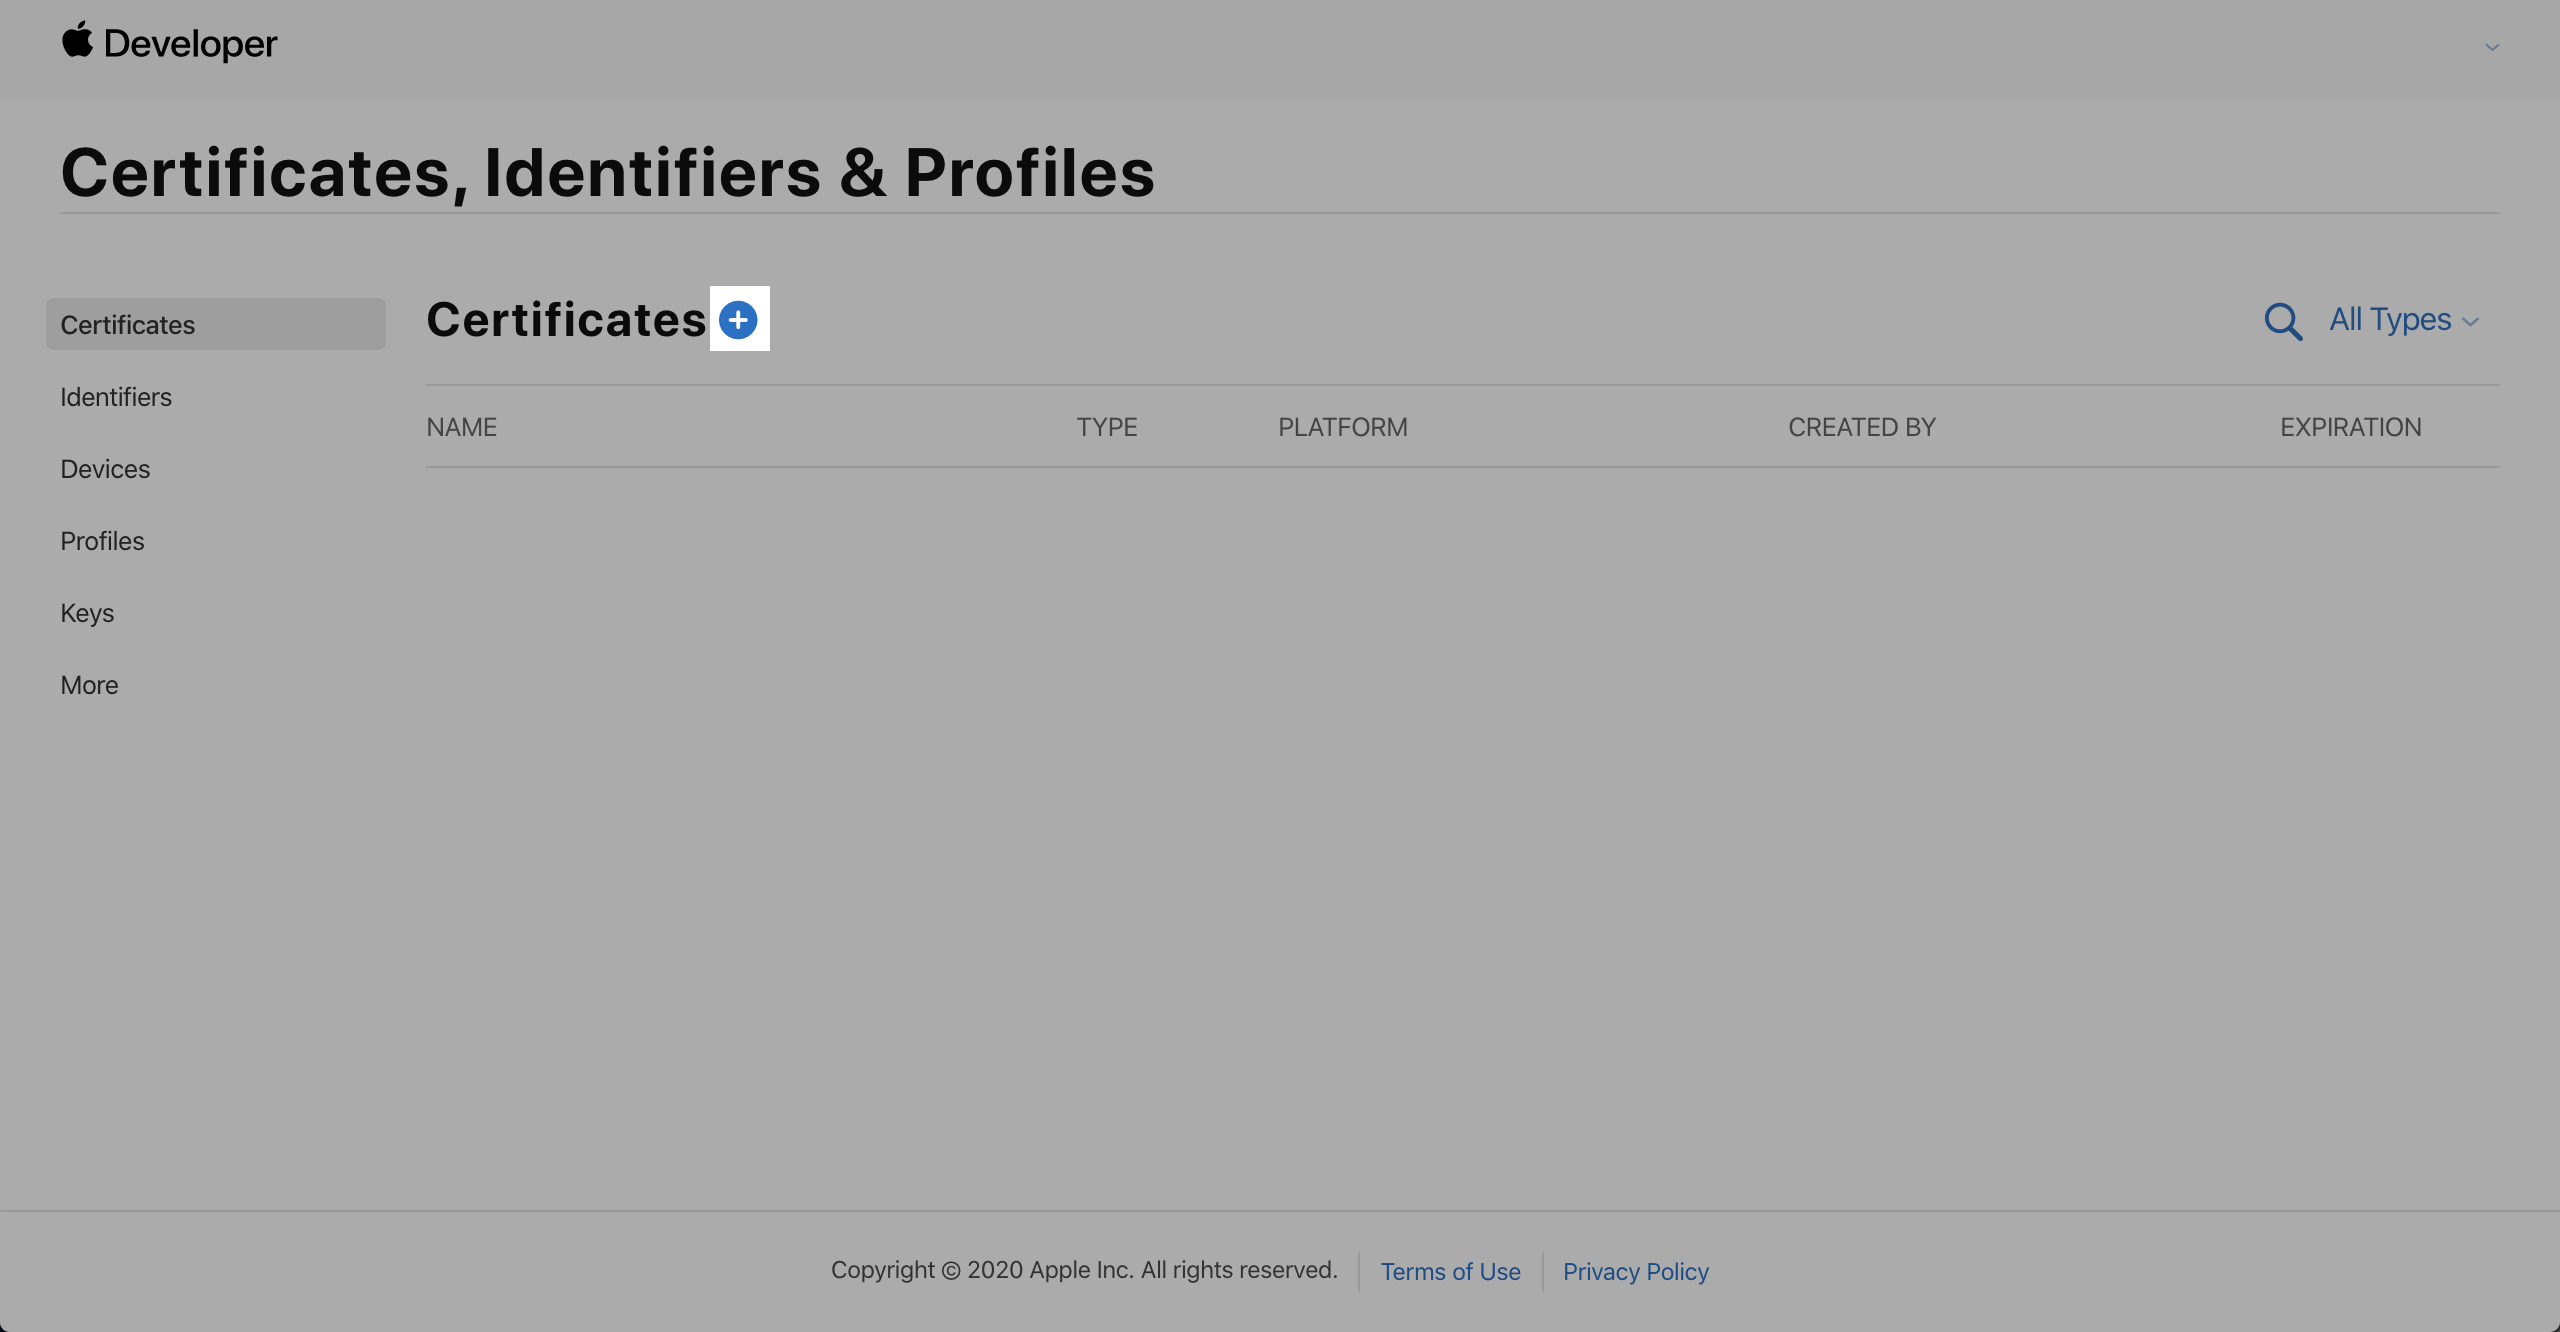 Developer
Certificates, Identifiers & Profiles
Certificates
Identifiers
Devices
Profiles
Keys
More
Certificates
All Types
NAME TYPE PLATFORM CREATED BY EXPIRATION
Copyright © 2020 Apple Inc. All rights reserved. Terms of Use Privacy Policy